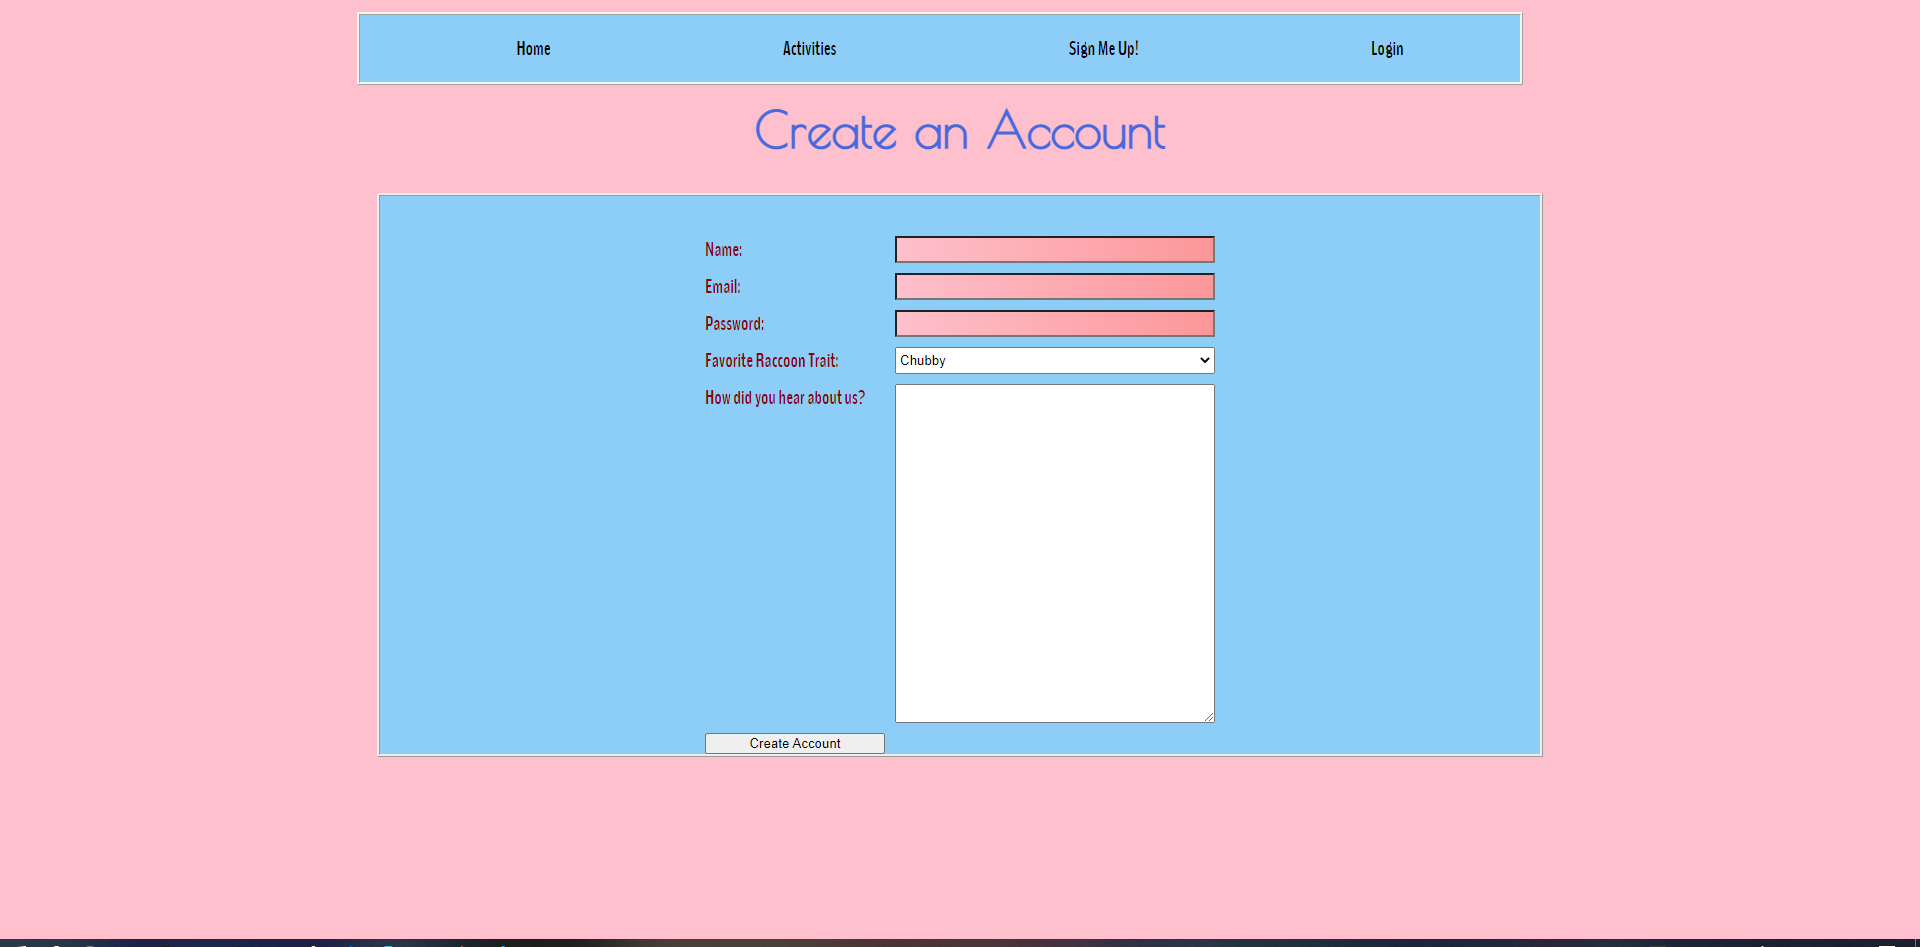 Home Activities Sign Me Up! Login
Create an Account
Name:
Email:
Password:
Favorite Raccoon Trait: Chubby
How did you hear about us?
Create Account